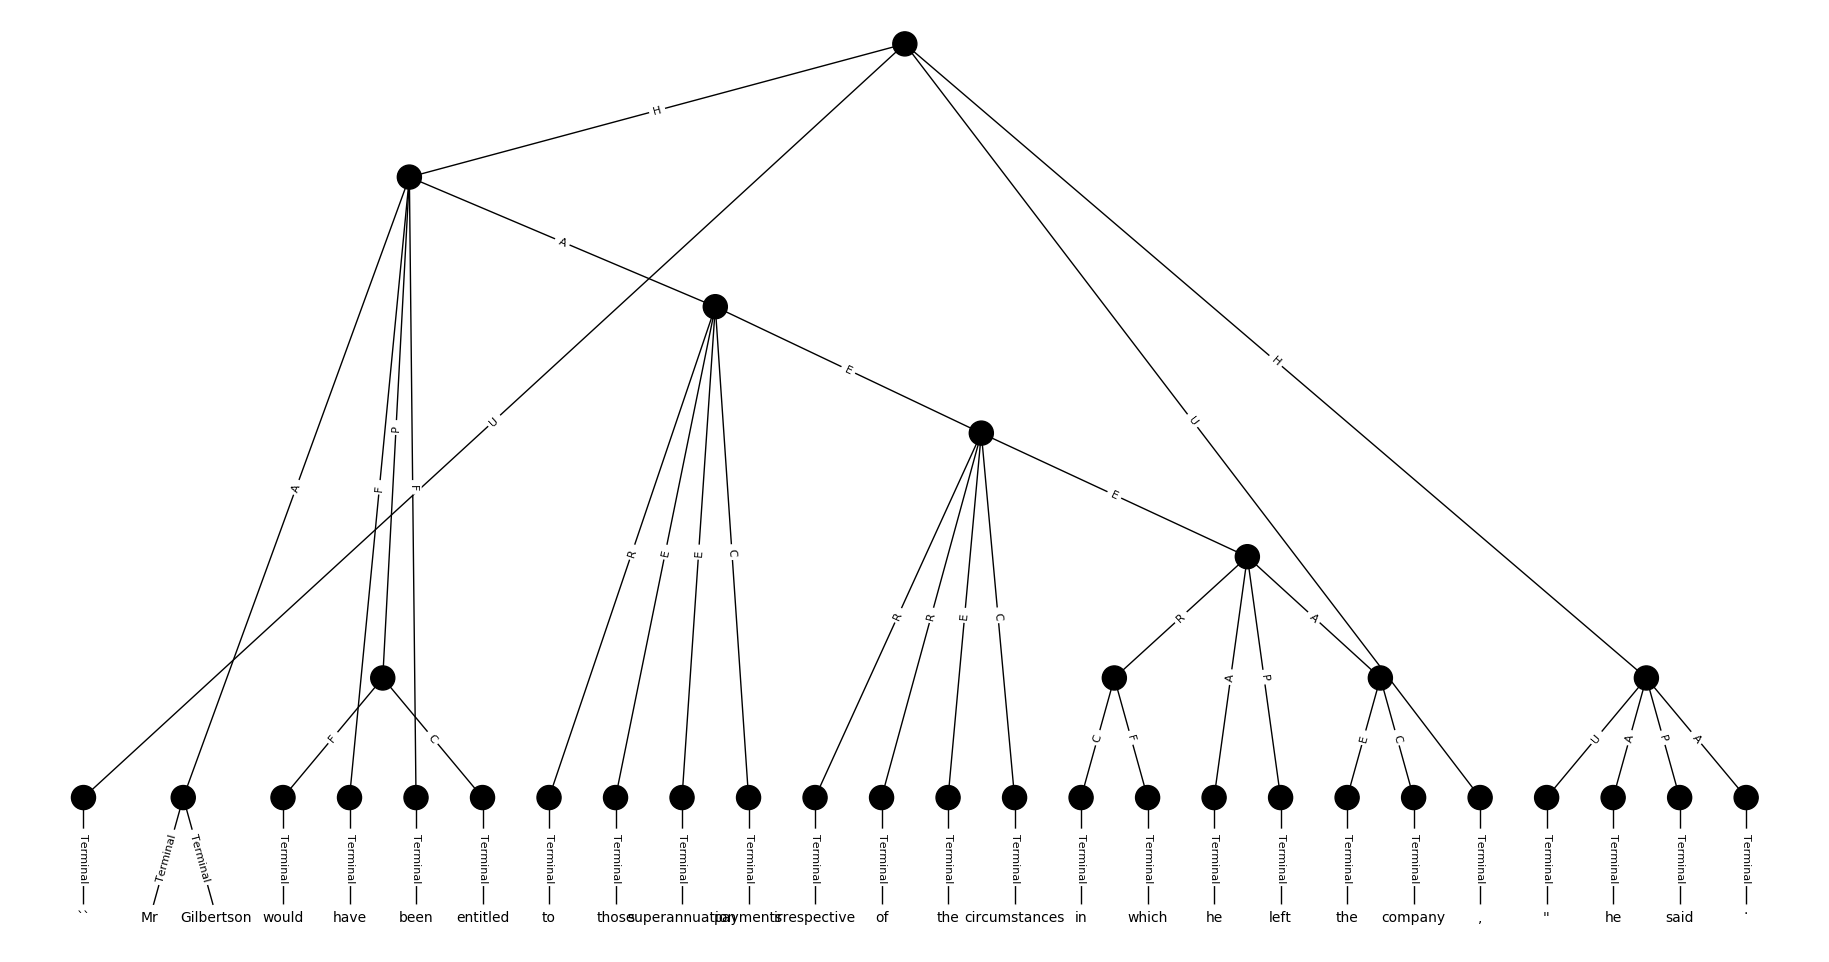 H
A
U
H
E
U
P
A
F
F
E
R
E
E
C
R
R
E
C
R
A
A
P
F
C
C
F
E
C
U
A
P
A
Terminal Terminal Terminal Terminal Terminal Terminal Terminal Terminal Terminal Terminal Terminal Terminal Terminal Terminal Terminal Terminal Terminal Terminal Terminal Terminal Terminal Terminal Terminal Terminal Terminal Terminal
`` Mr Gilbertson would have been entitled to those superannuation payments irrespective of the circumstances in which he left the company , " he said .